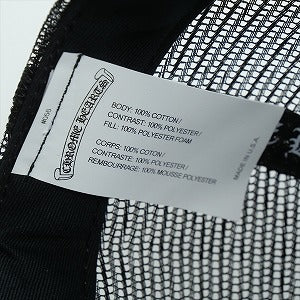 CHROME HEARTS
BODY: 100% COTTON /
CONTRAST: 100% POLYESTER /
FILL: 100% POLYESTER FOAM
CORPS: 100% COTON /
CONTRASTE: 100% POLYESTER /
REMBOURRAGE: 100% MOUSSE POLYESTER
MADE IN U.S.A.